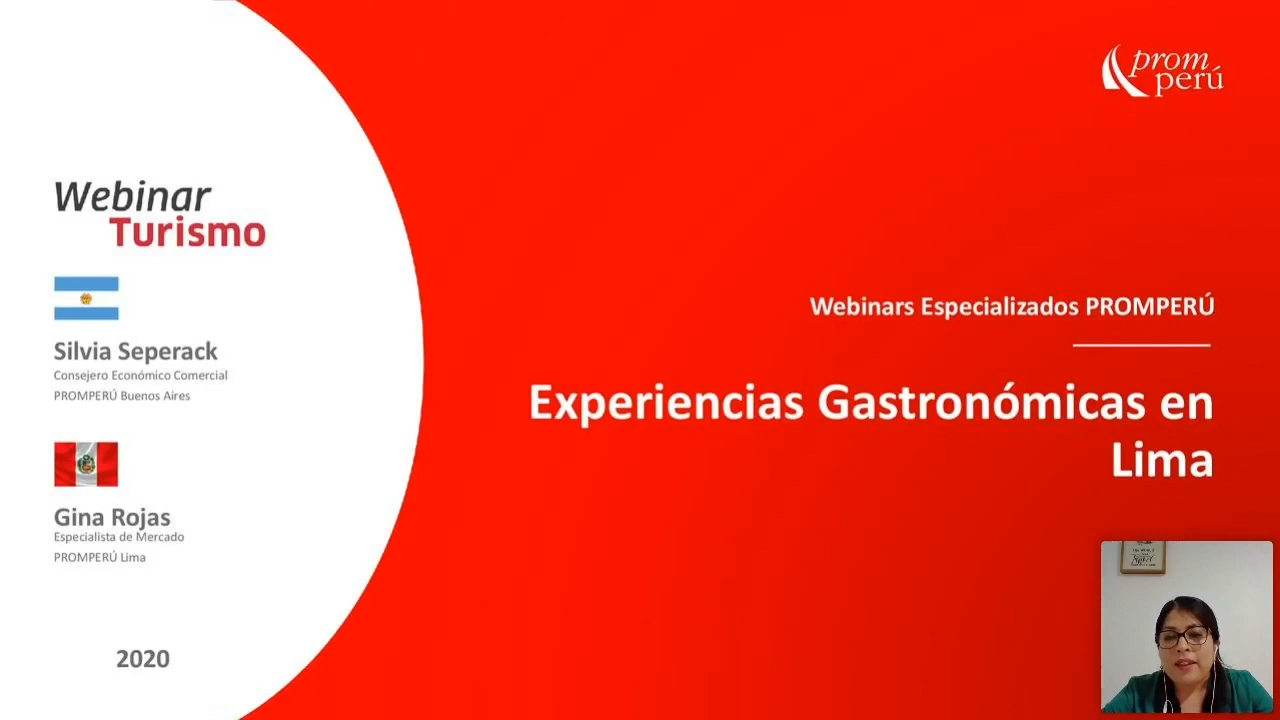 prom
perú
Webinar
Turismo
Silvia Seperack
Consejero Económico Comercial
PROMPERÚ Buenos Aires
Gina Rojas
Especialista de Mercado
PROMPERÚ Lima
2020
Webinars Especializados PROMPERÚ
Experiencias Gastronómicas en
Lima